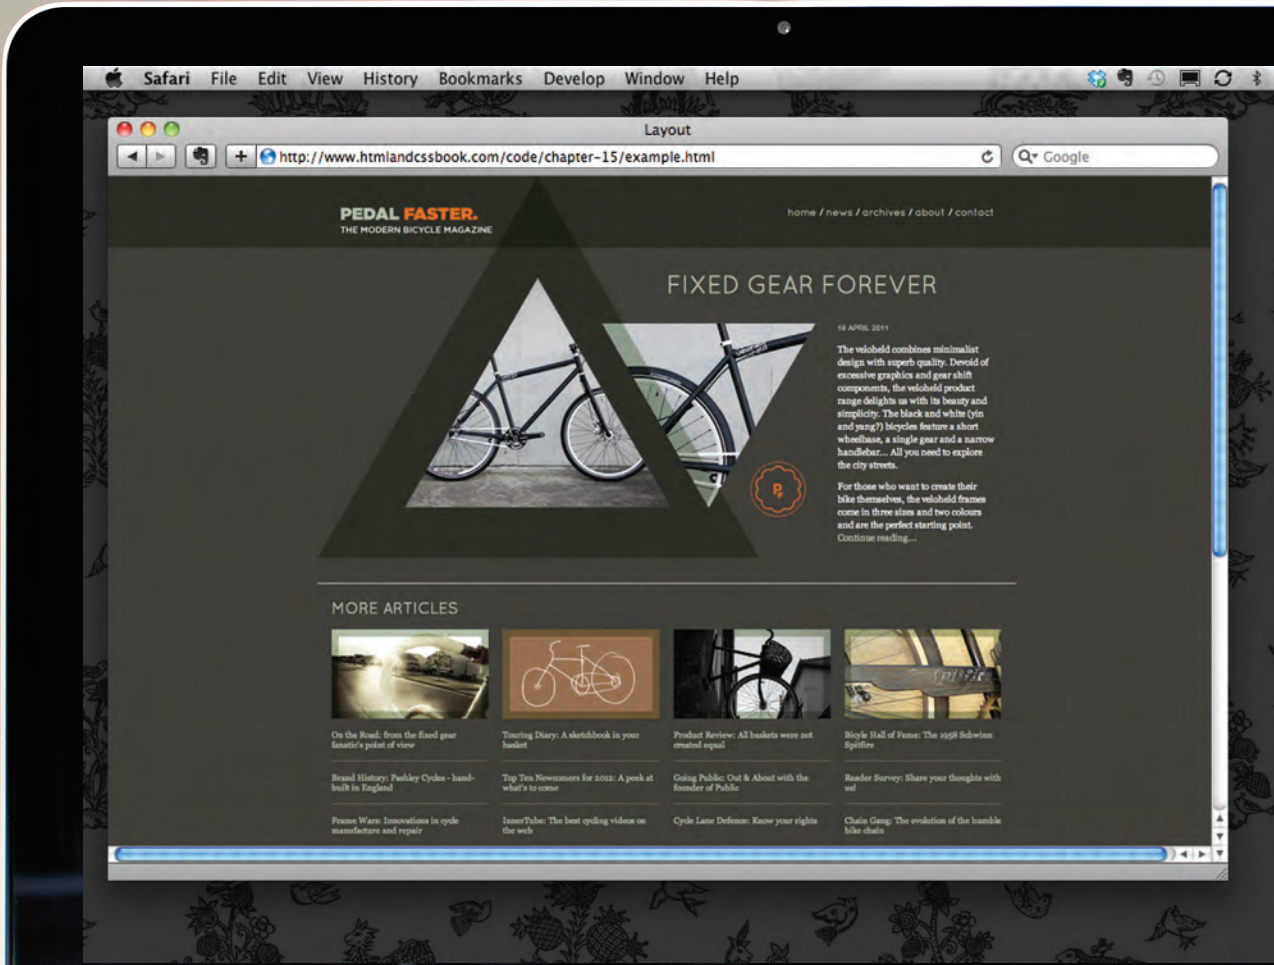 Safari File Edit View History Bookmarks Develop Window Help
Layout
http://www.htmlandcssbook.com/code/chapter-15/example.html
Google
PEDAL FASTER.
THE MODERN BICYCLE MAGAZINE
home / news / archives / about / contact
FIXED GEAR FOREVER
16 APRIL 2011
The veloheld combines minimalist
design with superb quality. Devoid of
excessive graphics and gear shift
components, the veloheld product
range delights us with its beauty and
simplicity. The black and white (yin
and yang?) bicycles feature a short
wheelbase, a single gear and a narrow
handlebar... All you need to explore
the city streets.
For those who want to create their
bike themselves, the veloheld frames
come in three sizes and two colours
and are the perfect starting point.
Continue reading...
MORE ARTICLES
On the Road: from the fixed gear
fanatic's point of view
Touring Diary: A sketchbook in your
basket
Product Review: All baskets were not
created equal
Bicyle Hall of Fame: The 1958 Schwinn
Spitfire
Brand History: Pashley Cycles - hand-
built in England
Top Ten Newcomers for 2012: A peek at
what's to come
Going Public: Out & About with the
founder of Public
Reader Survey: Share your thoughts with
us!
Frame Wars: Innovations in cycle
manufacture and repair
InnerTube: The best cycling videos on
the web
Cycle Lane Defence: Know your rights
Chain Gang: The evolution of the humble
bike chain